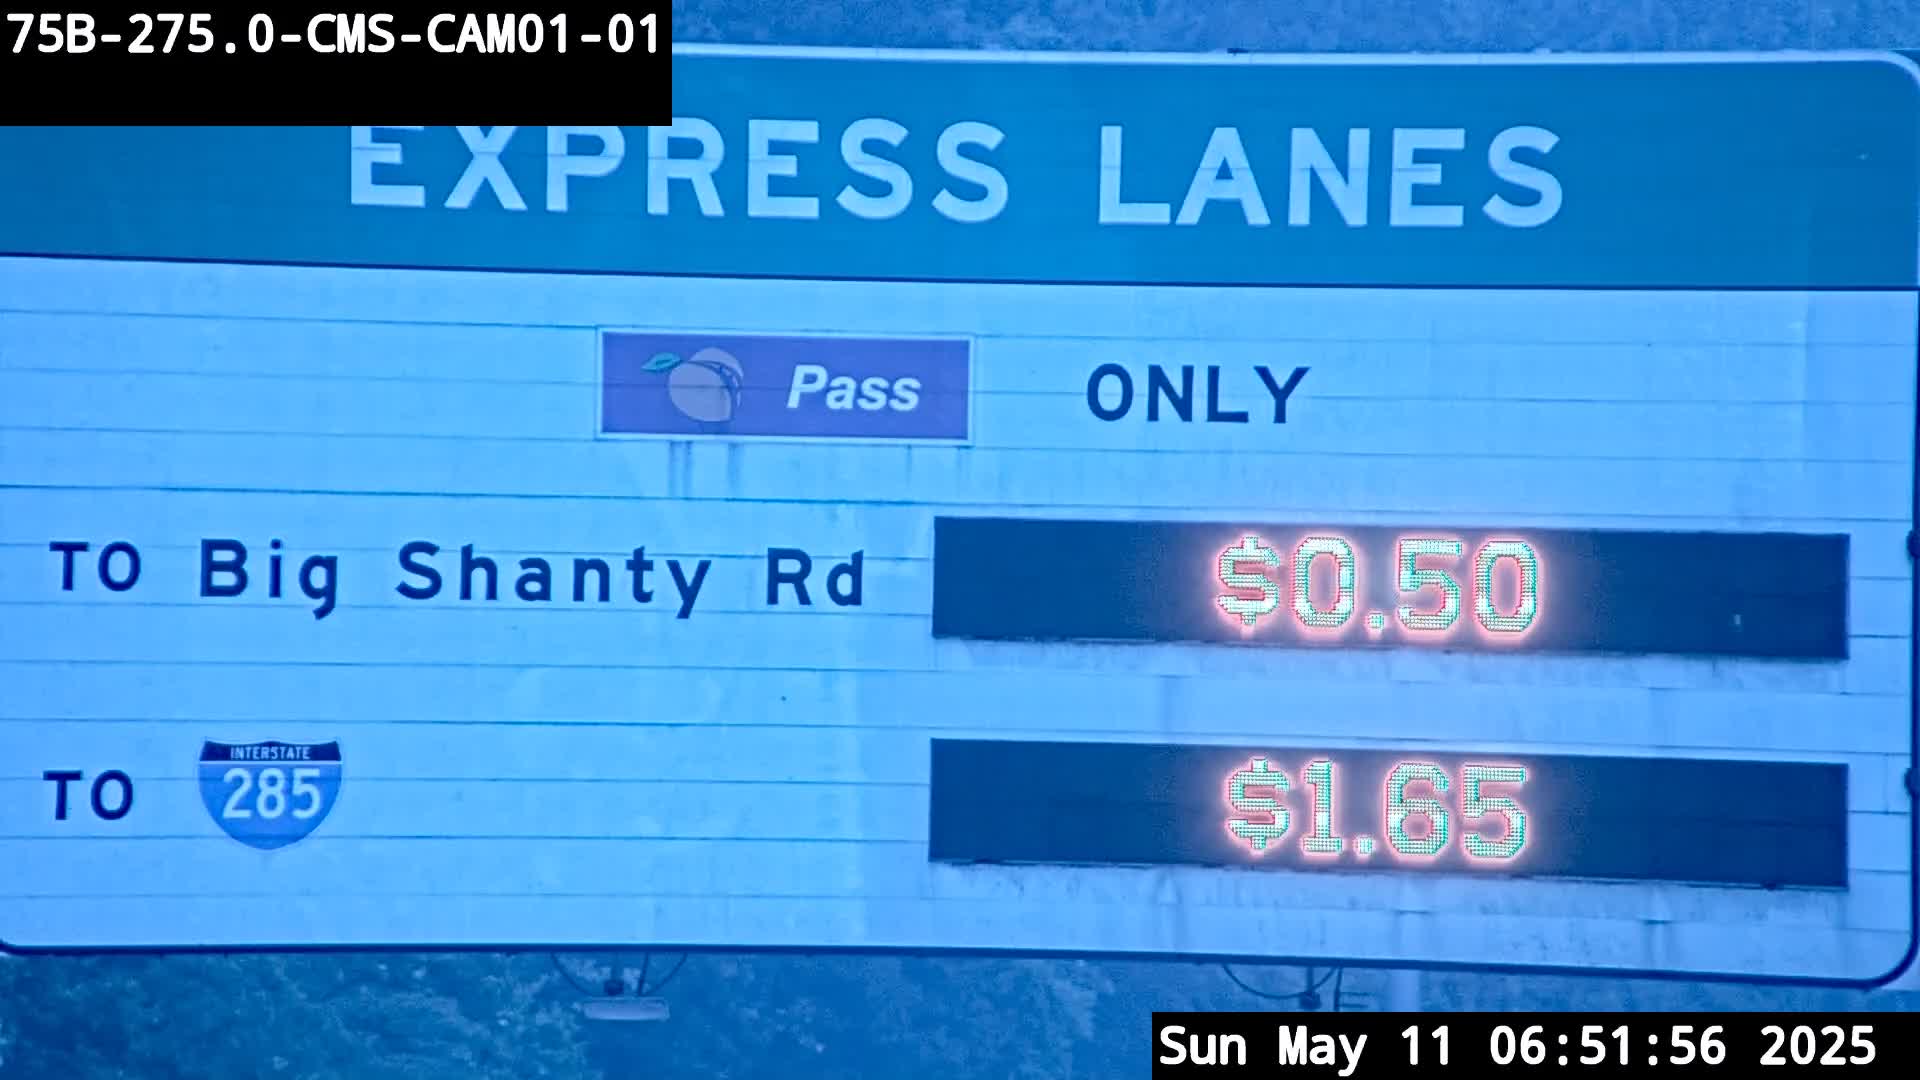 75B-275.0-CMS-CAM01-01
EXPRESS LANES
Pass ONLY
TO Big Shanty Rd $0.50
TO INTERSTATE 285 $1.65
Sun May 11 06:51:56 2025